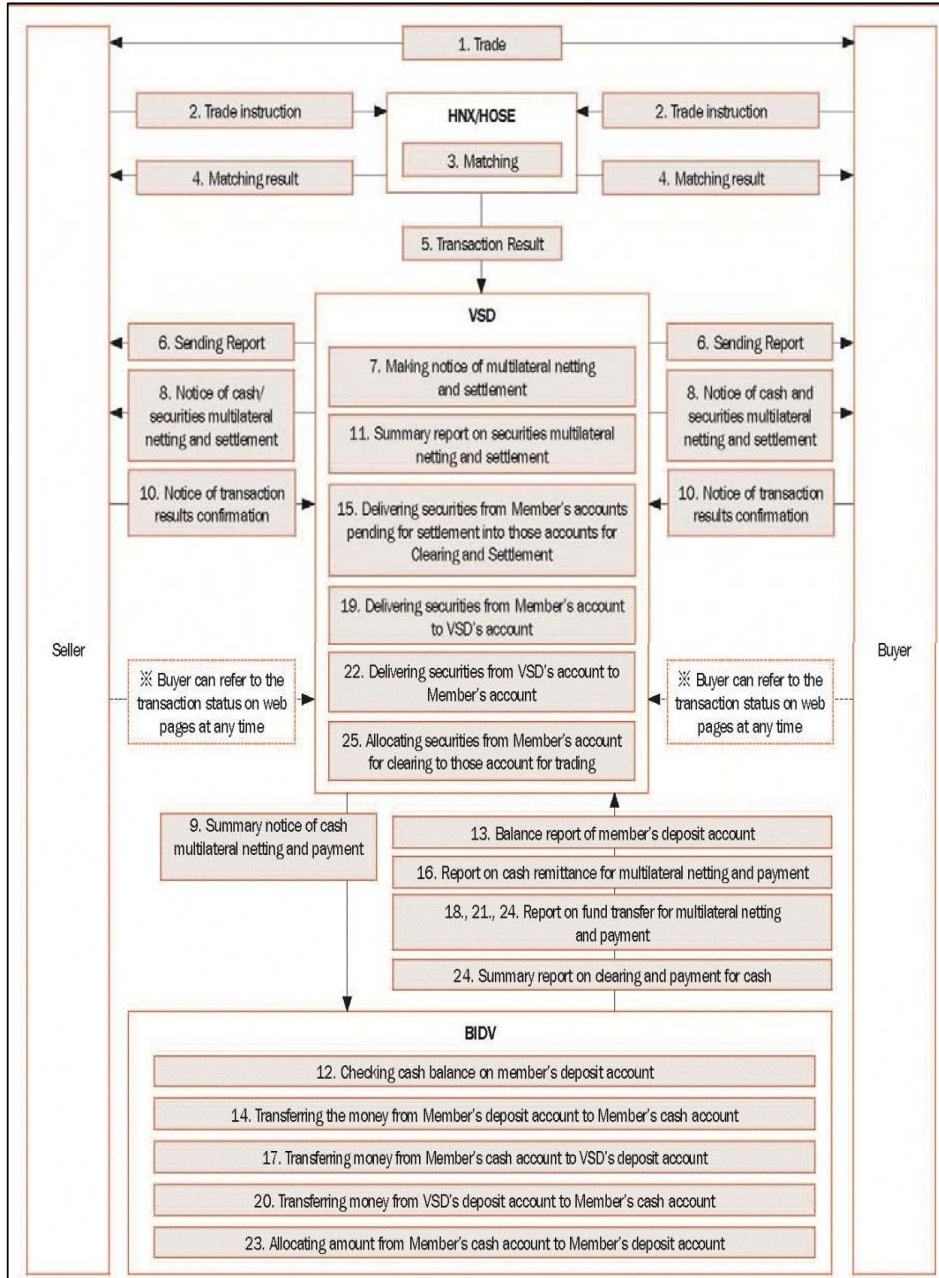 1. Trade
2. Trade instruction
HNX/HOSE
2. Trade instruction
3. Matching
4. Matching result
4. Matching result
5. Transaction Result
VSD
6. Sending Report
6. Sending Report
7. Making notice of multilateral netting
and settlement
8. Notice of cash/
securities multilateral
netting and settlement
8. Notice of cash and
securities multilateral
netting and settlement
11. Summary report on securities multilateral
netting and settlement
10. Notice of transaction
results confirmation
10. Notice of transaction
results confirmation
15. Delivering securities from Member's accounts
pending for settlement into those accounts for
Clearing and Settlement
19. Delivering securities from Member's account
to VSD's account
Seller
Buyer
※ Buyer can refer to the
transaction status on web
pages at any time
22. Delivering securities from VSD's account to
Member's account
※ Buyer can refer to the
transaction status on web
pages at any time
25. Allocating securities from Member's account
for clearing to those account for trading
9. Summary notice of cash
multilateral netting and payment
13. Balance report of member's deposit account
16. Report on cash remittance for multilateral netting and payment
18., 21., 24. Report on fund transfer for multilateral netting
and payment
24. Summary report on clearing and payment for cash
BIDV
12. Checking cash balance on member's deposit account
14. Transferring the money from Member's deposit account to Member's cash account
17. Transferring money from Member's cash account to VSD's deposit account
20. Transferring money from VSD's deposit account to Member's cash account
23. Allocating amount from Member's cash account to Member's deposit account